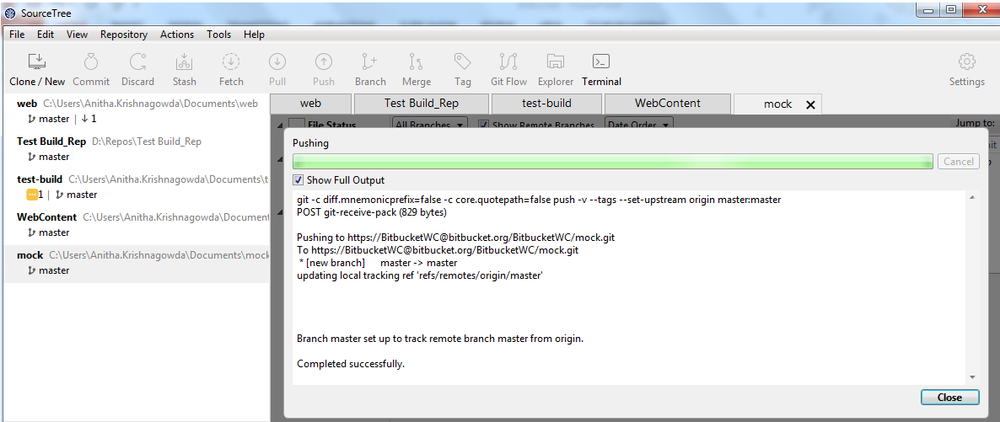 SourceTree
File Edit View Repository Actions Tools Help
Clone / New Commit Discard Stash Fetch Pull Push Branch Merge Tag Git Flow Explorer Terminal Settings
web C:\Users\Anitha.Krishnagowda\Documents\web
master | ↓ 1
Test Build_Rep D:\Repos\Test Build_Rep
master
test-build C:\Users\Anitha.Krishnagowda\Documents\t
1 | master
WebContent C:\Users\Anitha.Krishnagowda\Documen
master
mock C:\Users\Anitha.Krishnagowda\Documents\mock
master
web Test Build_Rep test-build WebContent mock
File Status All Branches Show Remote Branches Date Order Jump to:
Pushing
Cancel
Show Full Output
git -c diff.mnemonicprefix=false -c core.quotepath=false push -v --tags --set-upstream origin master:master
POST git-receive-pack (829 bytes)
Pushing to https://BitbucketWC@bitbucket.org/BitbucketWC/mock.git
To https://BitbucketWC@bitbucket.org/BitbucketWC/mock.git
* [new branch] master -> master
updating local tracking ref 'refs/remotes/origin/master'
Branch master set up to track remote branch master from origin.
Completed successfully.
Close